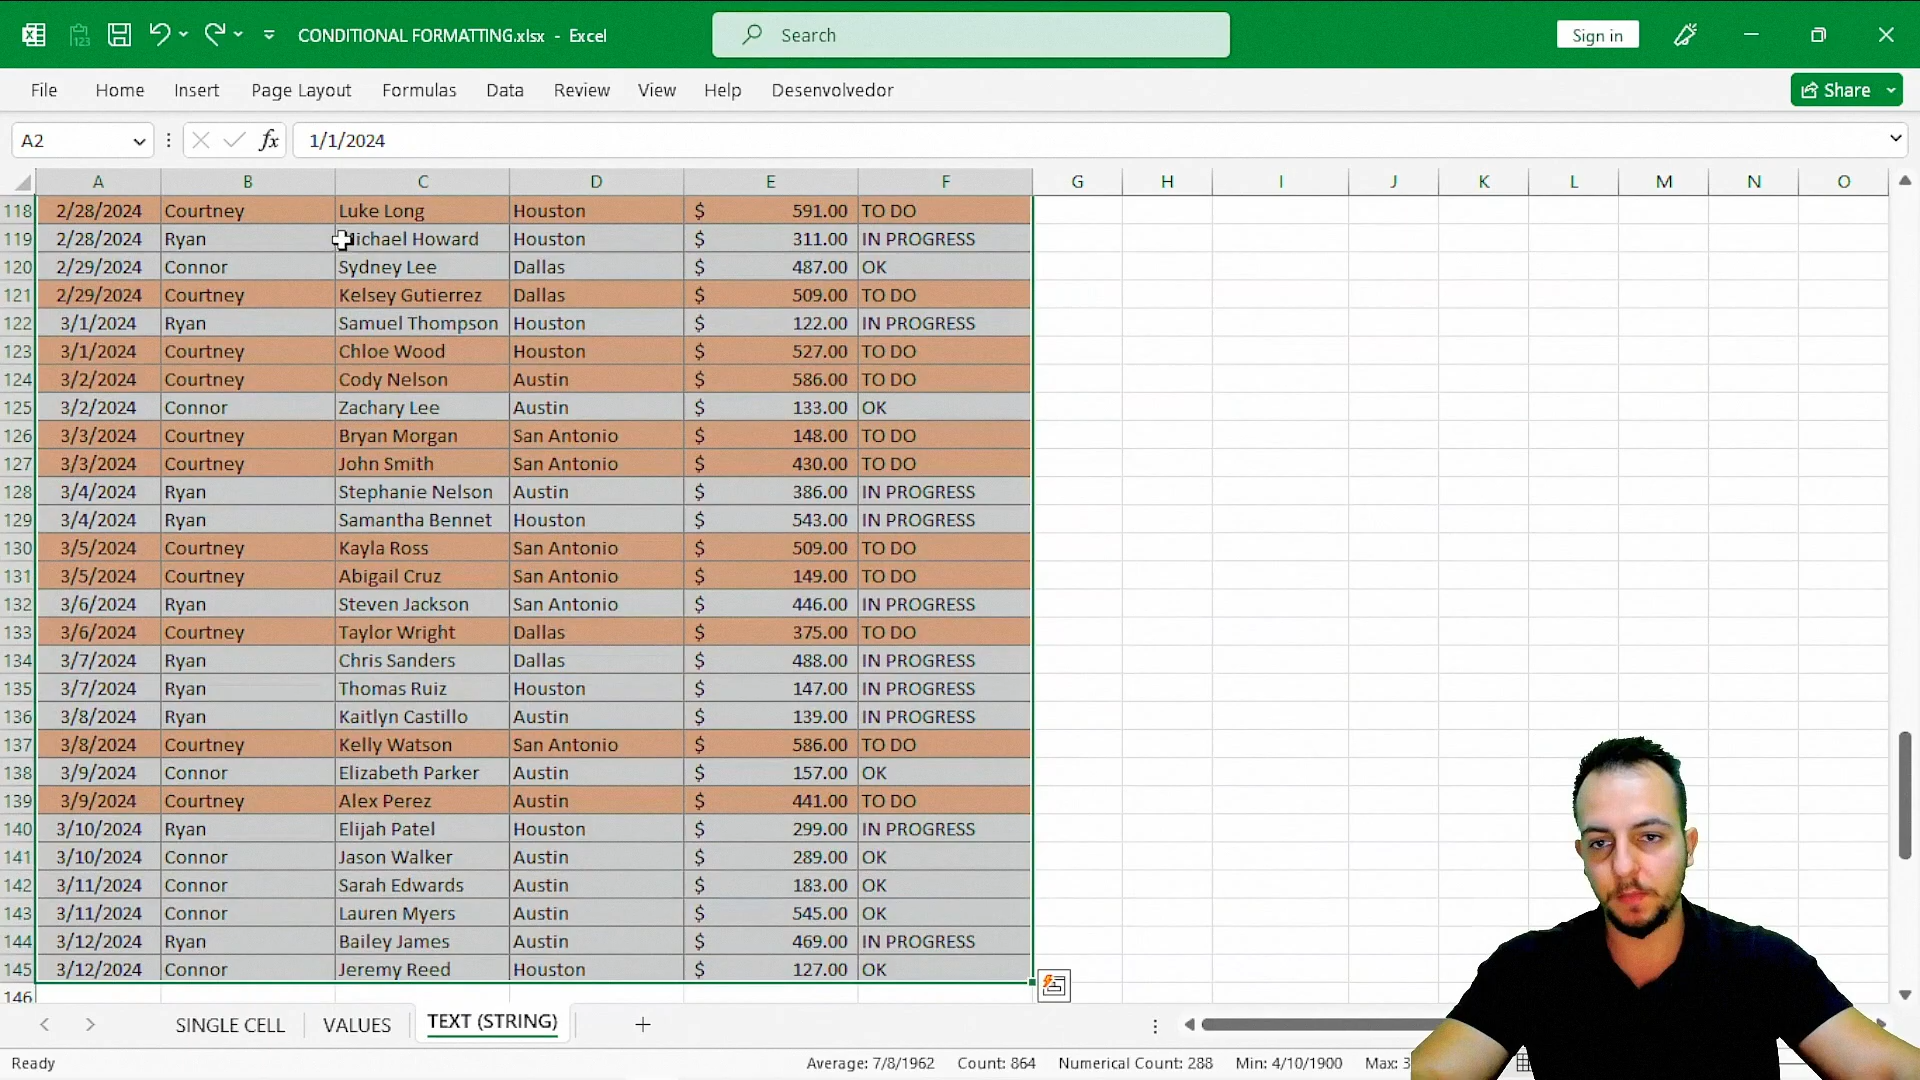 CONDITIONAL FORMATTING.xlsx - Excel
Search
Sign in
File Home Insert Page Layout Formulas Data Review View Help Desenvolvedor
Share
A2
fx
1/1/2024
A B C D E F G H I J K L M N O
118 2/28/2024 Courtney Luke Long Houston $ 591.00 TO DO
119 2/28/2024 Ryan Michael Howard Houston $ 311.00 IN PROGRESS
120 2/29/2024 Connor Sydney Lee Dallas $ 487.00 OK
121 2/29/2024 Courtney Kelsey Gutierrez Dallas $ 509.00 TO DO
122 3/1/2024 Ryan Samuel Thompson Houston $ 122.00 IN PROGRESS
123 3/1/2024 Courtney Chloe Wood Houston $ 527.00 TO DO
124 3/2/2024 Courtney Cody Nelson Austin $ 586.00 TO DO
125 3/2/2024 Connor Zachary Lee Austin $ 133.00 OK
126 3/3/2024 Courtney Bryan Morgan San Antonio $ 148.00 TO DO
127 3/3/2024 Courtney John Smith San Antonio $ 430.00 TO DO
128 3/4/2024 Ryan Stephanie Nelson Austin $ 386.00 IN PROGRESS
129 3/4/2024 Ryan Samantha Bennet Houston $ 543.00 IN PROGRESS
130 3/5/2024 Courtney Kayla Ross San Antonio $ 509.00 TO DO
131 3/5/2024 Courtney Abigail Cruz San Antonio $ 149.00 TO DO
132 3/6/2024 Ryan Steven Jackson San Antonio $ 446.00 IN PROGRESS
133 3/6/2024 Courtney Taylor Wright Dallas $ 375.00 TO DO
134 3/7/2024 Ryan Chris Sanders Dallas $ 488.00 IN PROGRESS
135 3/7/2024 Ryan Thomas Ruiz Houston $ 147.00 IN PROGRESS
136 3/8/2024 Ryan Kaitlyn Castillo Austin $ 139.00 IN PROGRESS
137 3/8/2024 Courtney Kelly Watson San Antonio $ 586.00 TO DO
138 3/9/2024 Connor Elizabeth Parker Austin $ 157.00 OK
139 3/9/2024 Courtney Alex Perez Austin $ 441.00 TO DO
140 3/10/2024 Ryan Elijah Patel Houston $ 299.00 IN PROGRESS
141 3/10/2024 Connor Jason Walker Austin $ 289.00 OK
142 3/11/2024 Connor Sarah Edwards Austin $ 183.00 OK
143 3/11/2024 Connor Lauren Myers Austin $ 545.00 OK
144 3/12/2024 Ryan Bailey James Austin $ 469.00 IN PROGRESS
145 3/12/2024 Connor Jeremy Reed Houston $ 127.00 OK
146
SINGLE CELL VALUES TEXT (STRING)
Ready Average: 7/8/1962 Count: 864 Numerical Count: 288 Min: 4/10/1900 Max: 3